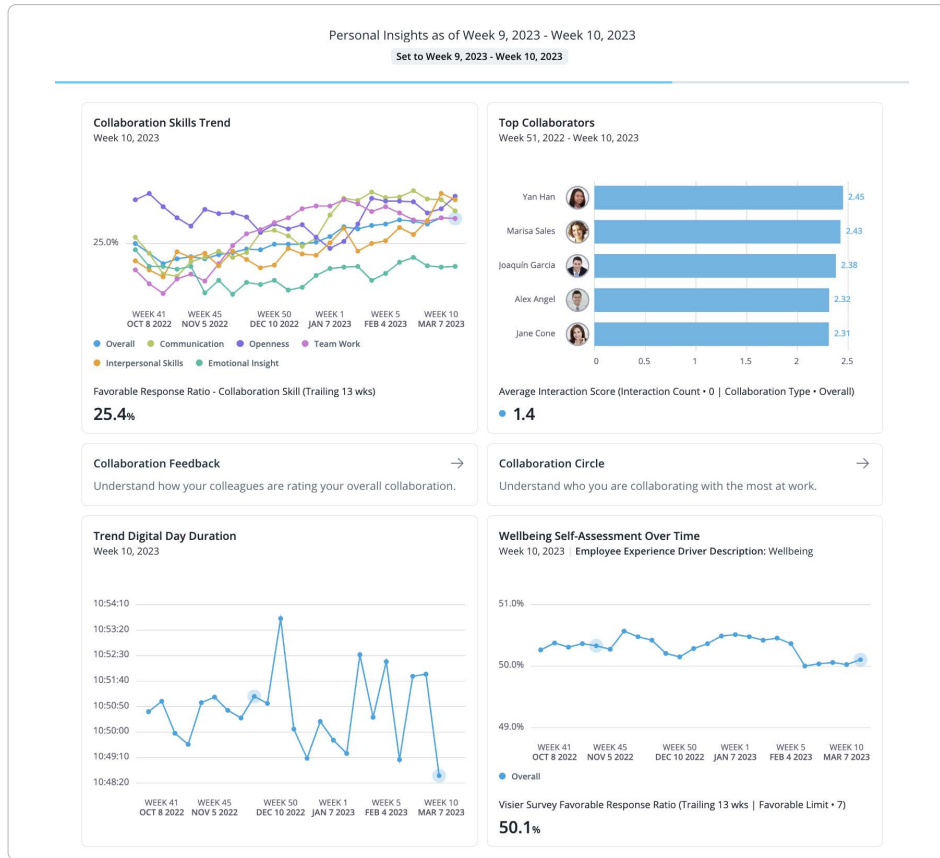 Personal Insights as of Week 9, 2023 - Week 10, 2023
Set to Week 9, 2023 - Week 10, 2023
Collaboration Skills Trend
Week 10, 2023
25.0%
WEEK 41 WEEK 45 WEEK 50 WEEK 1 WEEK 5 WEEK 10
OCT 8 2022 NOV 5 2022 DEC 10 2022 JAN 7 2023 FEB 4 2023 MAR 7 2023
Overall Communication Openness Team Work
Interpersonal Skills Emotional Insight
Favorable Response Ratio - Collaboration Skill (Trailing 13 wks)
25.4%
Top Collaborators
Week 51, 2022 - Week 10, 2023
Yan Han 2.45
Marisa Sales 2.43
Joaquín Garcia 2.38
Alex Angel 2.32
Jane Cone 2.31
0 0.5 1 1.5 2 2.5
Average Interaction Score (Interaction Count • 0 | Collaboration Type • Overall)
1.4
Collaboration Feedback
Understand how your colleagues are rating your overall collaboration.
Collaboration Circle
Understand who you are collaborating with the most at work.
Trend Digital Day Duration
Week 10, 2023
10:54:10
10:53:20
10:52:30
10:51:40
10:50:50
10:50:00
10:49:10
10:48:20
WEEK 41 WEEK 45 WEEK 50 WEEK 1 WEEK 5 WEEK 10
OCT 8 2022 NOV 5 2022 DEC 10 2022 JAN 7 2023 FEB 4 2023 MAR 7 2023
Wellbeing Self-Assessment Over Time
Week 10, 2023 | Employee Experience Driver Description: Wellbeing
51.0%
50.0%
49.0%
WEEK 41 WEEK 45 WEEK 50 WEEK 1 WEEK 5 WEEK 10
OCT 8 2022 NOV 5 2022 DEC 10 2022 JAN 7 2023 FEB 4 2023 MAR 7 2023
Overall
Visier Survey Favorable Response Ratio (Trailing 13 wks | Favorable Limit • 7)
50.1%